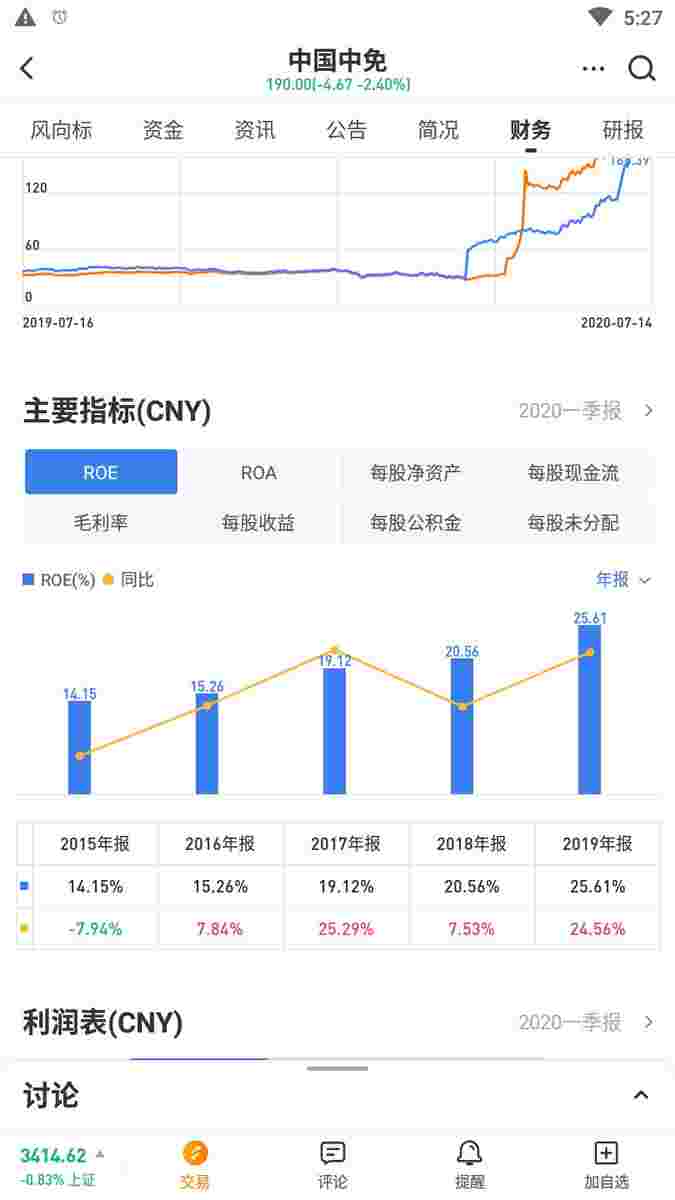 5:27
中国中免
190.00(-4.67 -2.40%)
风向标 资金 资讯 公告 简况 财务 研报
120
60
0
2019-07-16 2020-07-14
主要指标(CNY) 2020一季报
ROE ROA 每股净资产 每股现金流
毛利率 每股收益 每股公积金 每股未分配
ROE(%) 同比 年报
14.15 15.26 19.12 20.56 25.61
2015年报 2016年报 2017年报 2018年报 2019年报
14.15% 15.26% 19.12% 20.56% 25.61%
-7.94% 7.84% 25.29% 7.53% 24.56%
利润表(CNY) 2020一季报
讨论
3414.62
-0.83% 上证
交易 评论 提醒 加自选